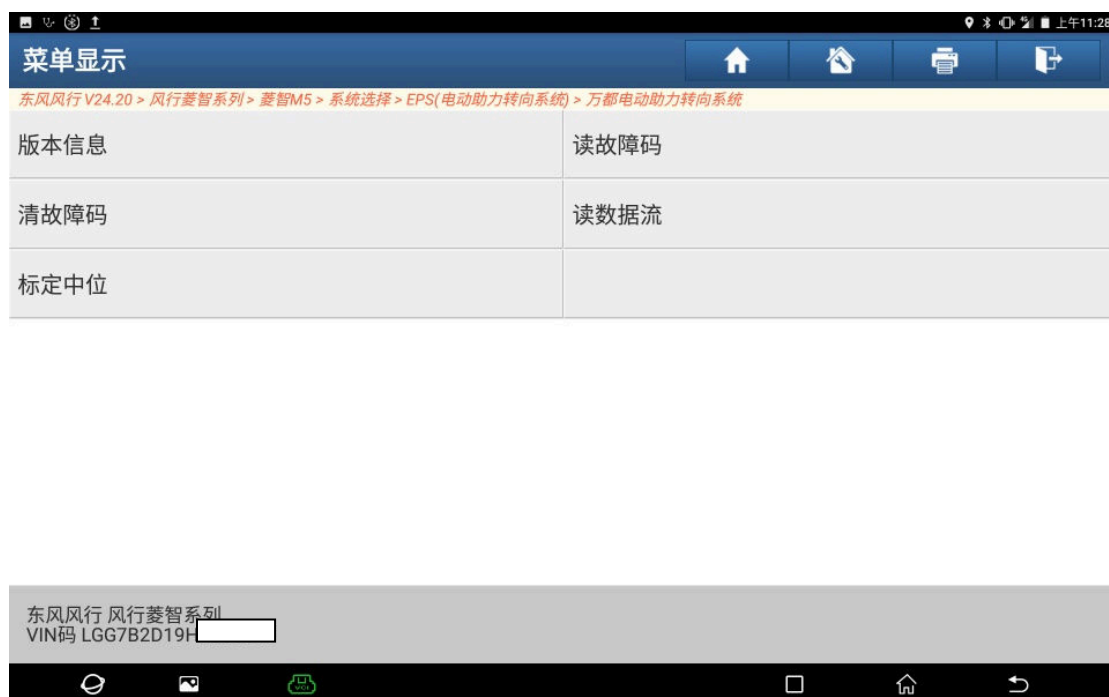 上午11:28
菜单显示
东风风行 V24.20 > 风行菱智系列 > 菱智M5 > 系统选择 > EPS(电动助力转向系统) > 万都电动助力转向系统
版本信息
读故障码
清故障码
读数据流
标定中位
东风风行 风行菱智系列
VIN码 LGG7B2D19H
VCI